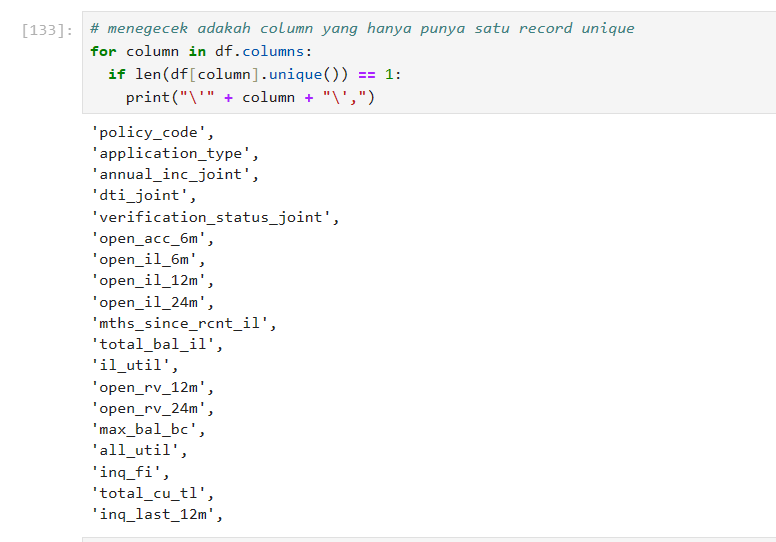 [133]: # menegecek adakah column yang hanya punya satu record unique
for column in df.columns:
  if len(df[column].unique()) == 1:
    print("\'" + column + "\',")
'policy_code',
'application_type',
'annual_inc_joint',
'dti_joint',
'verification_status_joint',
'open_acc_6m',
'open_il_6m',
'open_il_12m',
'open_il_24m',
'mths_since_rcnt_il',
'total_bal_il',
'il_util',
'open_rv_12m',
'open_rv_24m',
'max_bal_bc',
'all_util',
'inq_fi',
'total_cu_tl',
'inq_last_12m',